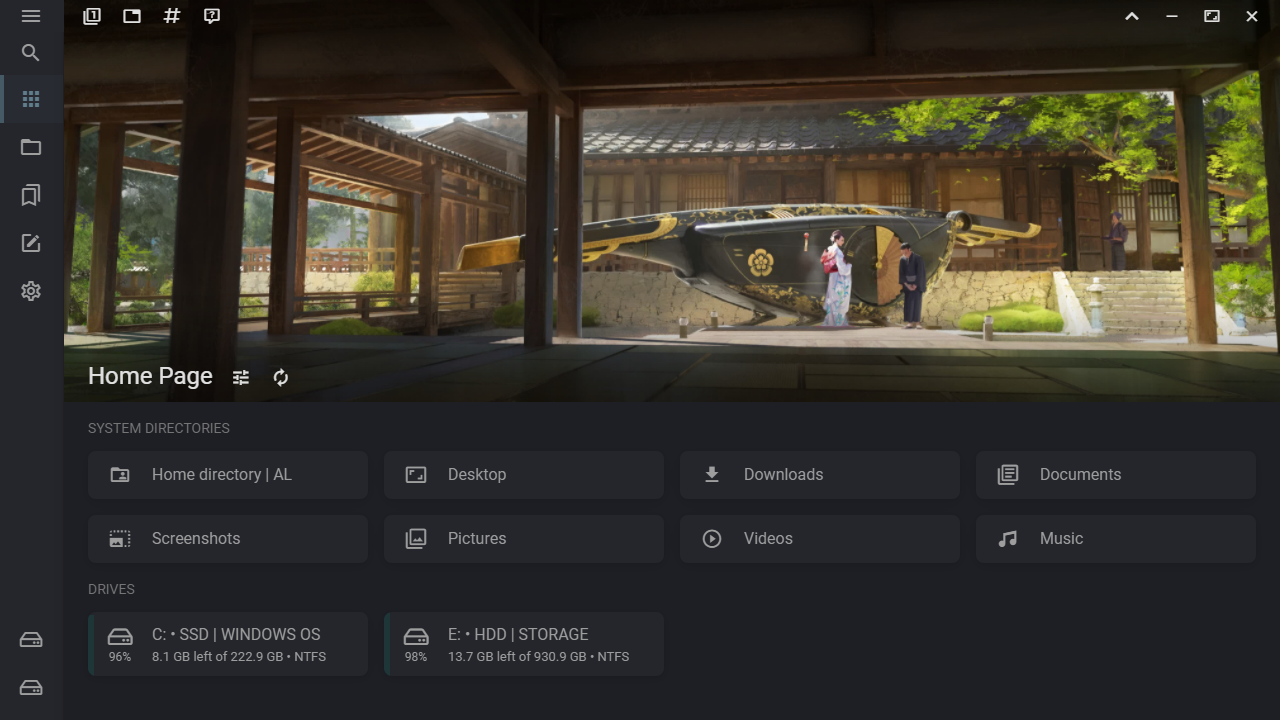 Home Page
SYSTEM DIRECTORIES
Home directory | AL
Desktop
Downloads
Documents
Screenshots
Pictures
Videos
Music
DRIVES
C: • SSD | WINDOWS OS
96%
8.1 GB left of 222.9 GB • NTFS
E: • HDD | STORAGE
98%
13.7 GB left of 930.9 GB • NTFS